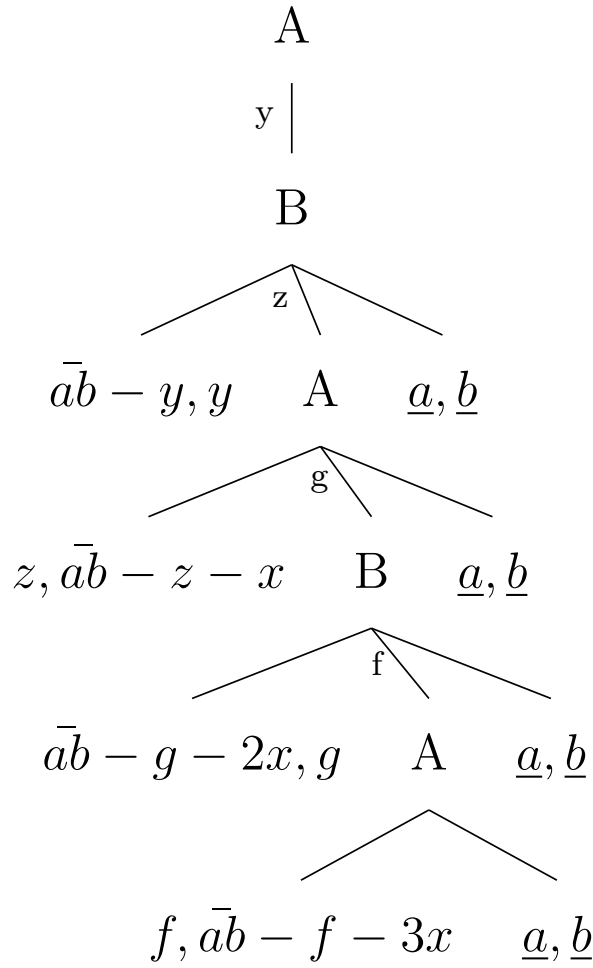 A
y
B
z
a̅b − y, y A a̲, b̲
g
z, a̅b − z − x B a̲, b̲
f
a̅b − g − 2x, g A a̲, b̲
f, a̅b − f − 3x a̲, b̲